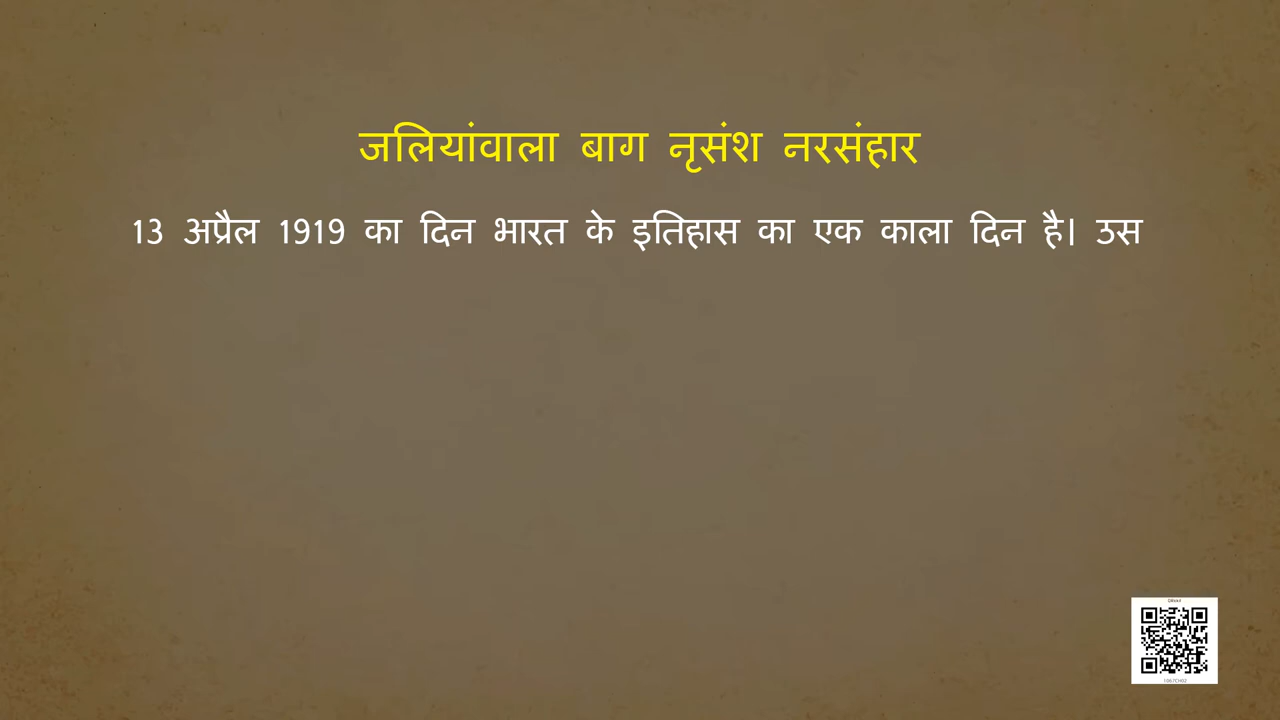 जलियांवाला बाग नृसंश नरसंहार
13 अप्रैल 1919 का दिन भारत के इतिहास का एक काला दिन है। उस